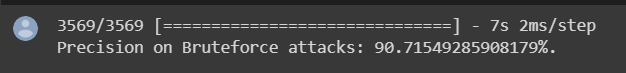 3569/3569 [==============================] - 7s 2ms/step
Precision on Bruteforce attacks: 90.71549285908179%.